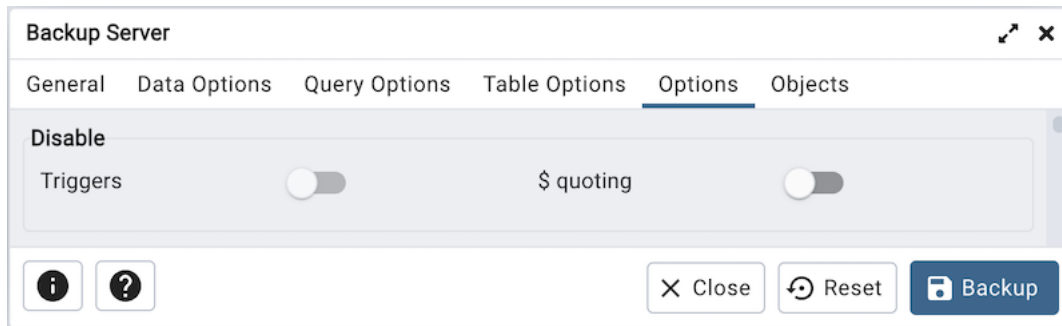 Backup Server
General Data Options Query Options Table Options Options Objects
Disable
Triggers $ quoting
Close Reset Backup